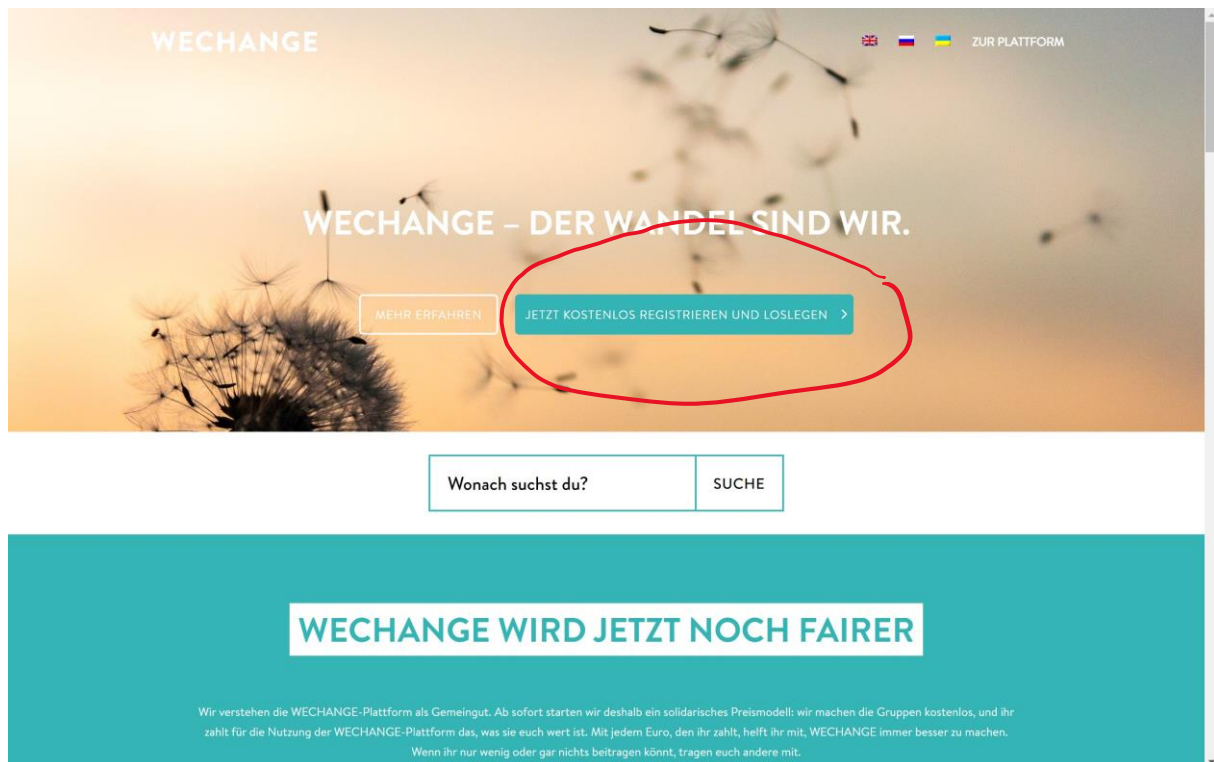 WECHANGE
ZUR PLATTFORM
WECHANGE – DER WANDEL SIND WIR.
MEHR ERFAHREN
JETZT KOSTENLOS REGISTRIEREN UND LOSLEGEN >
Wonach suchst du?
SUCHE
WECHANGE WIRD JETZT NOCH FAIRER
Wir verstehen die WECHANGE-Plattform als Gemeingut. Ab sofort starten wir deshalb ein solidarisches Preismodell: wir machen die Gruppen kostenlos, und ihr
zahlt für die Nutzung der WECHANGE-Plattform das, was sie euch wert ist. Mit jedem Euro, den ihr zahlt, helft ihr mit, WECHANGE immer besser zu machen.
Wenn ihr nur wenig oder gar nichts beitragen könnt, tragen euch andere mit.